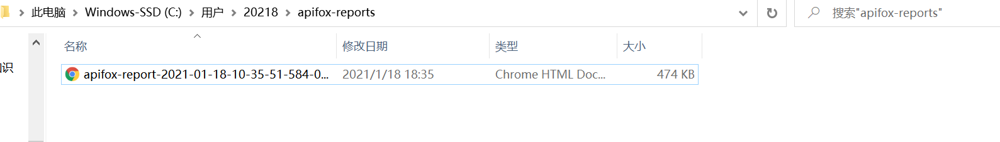 此电脑 > Windows-SSD (C:) > 用户 > 20218 > apifox-reports
搜索"apifox-reports"
名称 修改日期 类型 大小
识
apifox-report-2021-01-18-10-35-51-584-0... 2021/1/18 18:35 Chrome HTML Doc... 474 KB